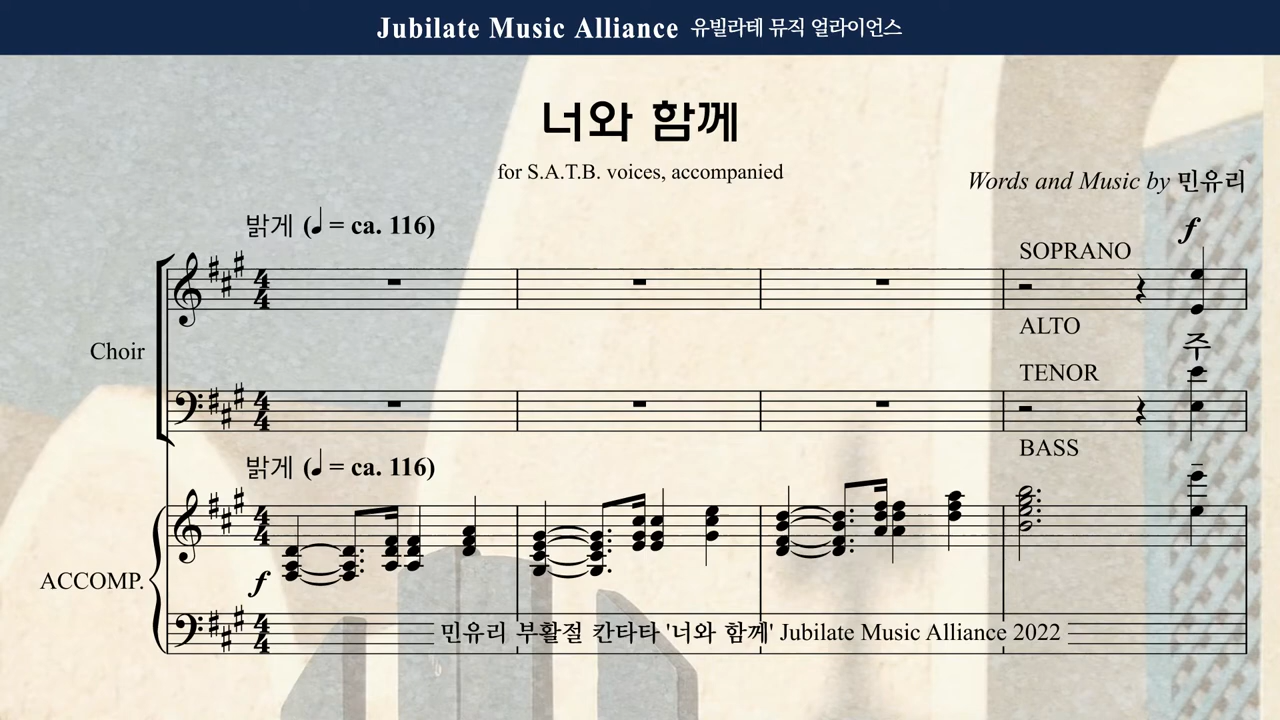 Jubilate Music Alliance 유빌라테 뮤직 얼라이언스
너와 함께
for S.A.T.B. voices, accompanied
Words and Music by 민유리
밝게 (♩ = ca. 116)
f
SOPRANO
Choir
ALTO
주
TENOR
BASS
밝게 (♩ = ca. 116)
ACCOMP.
f
민유리 부활절 칸타타 '너와 함께' Jubilate Music Alliance 2022